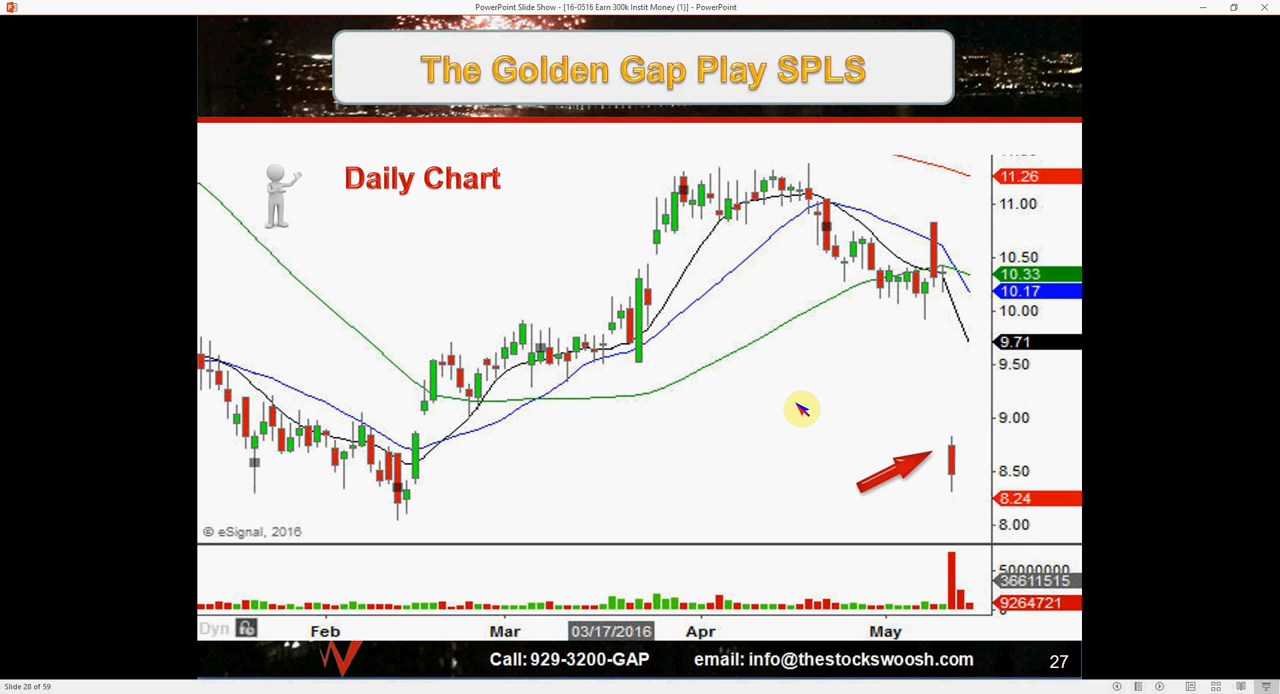 PowerPoint Slide Show - [16-0516 Earn 300k Instit Money (1)] - PowerPoint
The Golden Gap Play SPLS
Daily Chart
11.26
11.00
10.50
10.33
10.17
10.00
9.71
9.50
9.00
8.50
8.24
8.00
© eSignal, 2016
50000000
36611515
9264721
0
Dyn
Feb
Mar
03/17/2016
Apr
May
Call: 929-3200-GAP
email: info@thestockswoosh.com
27
Slide 28 of 59